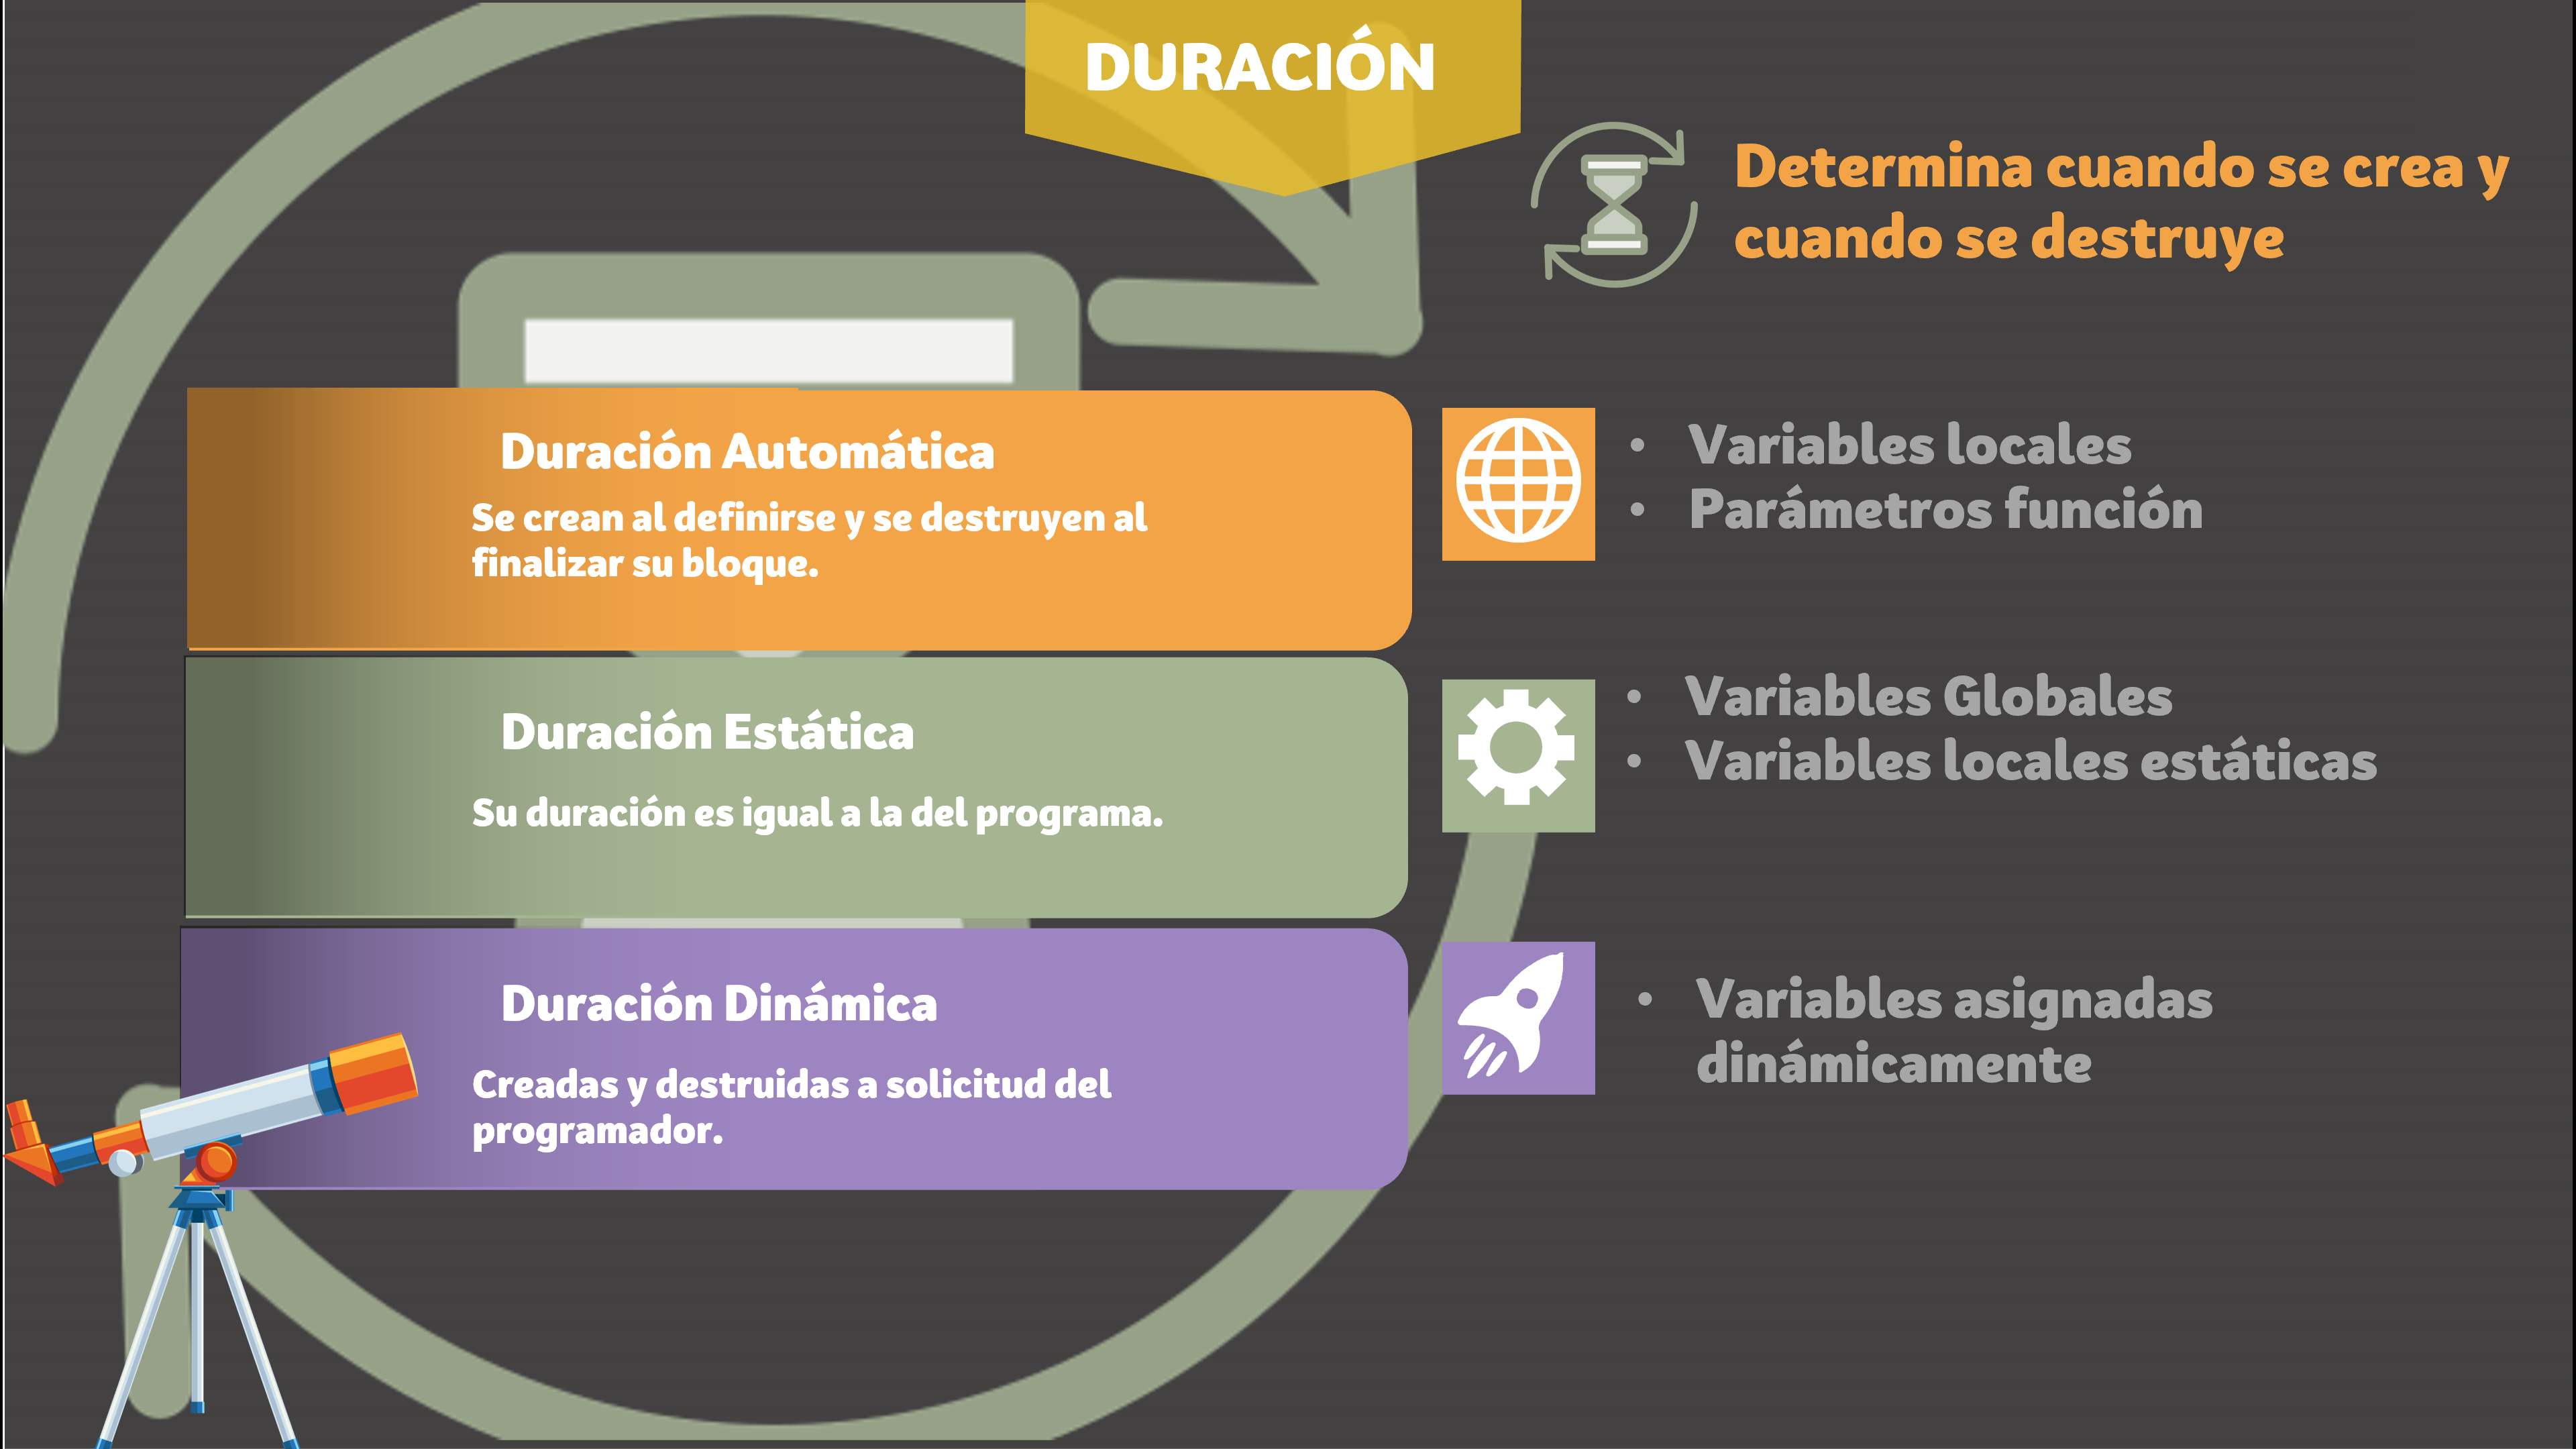 DURACIÓN
Determina cuando se crea y
cuando se destruye
Duración Automática
Se crean al definirse y se destruyen al
finalizar su bloque.
• Variables locales
• Parámetros función
Duración Estática
Su duración es igual a la del programa.
• Variables Globales
• Variables locales estáticas
Duración Dinámica
Creadas y destruidas a solicitud del
programador.
• Variables asignadas
dinámicamente